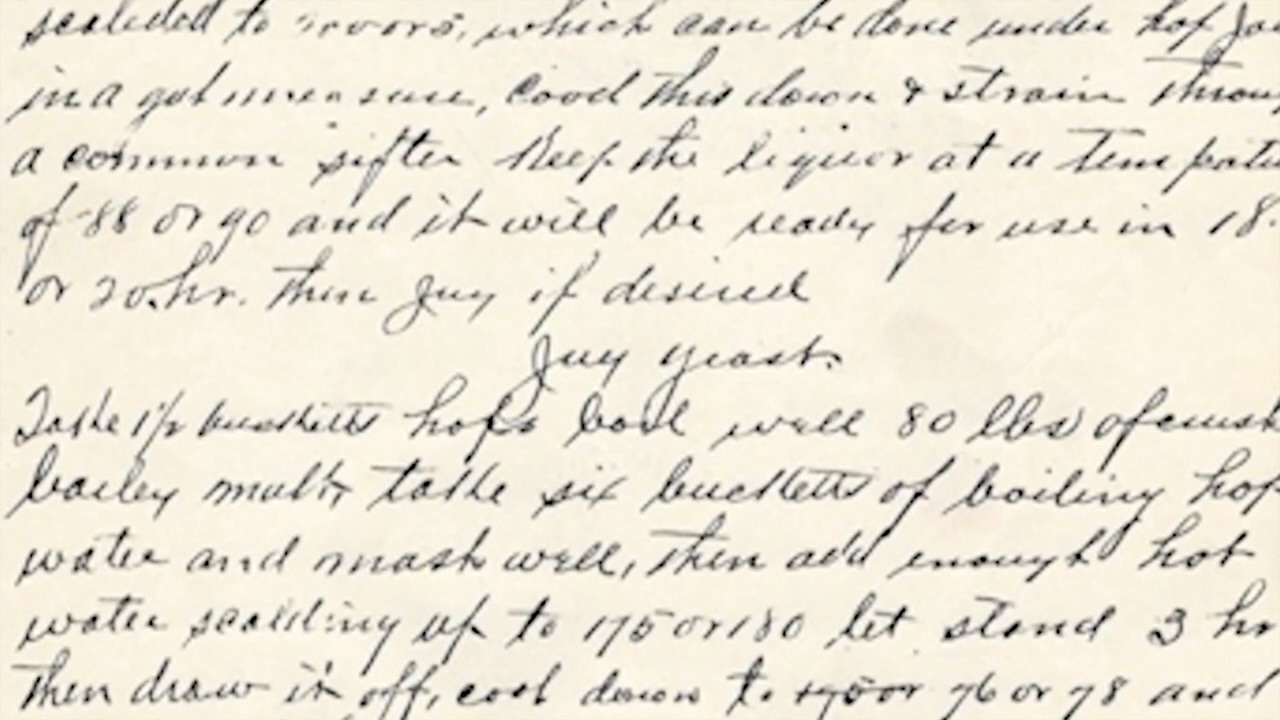 scalded to which can be done under hop
in a gal measure, cool this down & strain
a common sifter Keep the liquor at a
of 88 or 90 and it will be ready for use in 18
or 20 hr. then Jug if desired
Jug Yeast.
Take 1/2 bucketts hops boil well 80 lbs of
barley malt, take six bucketts of boiling hop
water and mash well, then add enough hot
water scalding up to 175 or 180 let stand 3 hr
then draw it off, cool down to 76 or 78 and